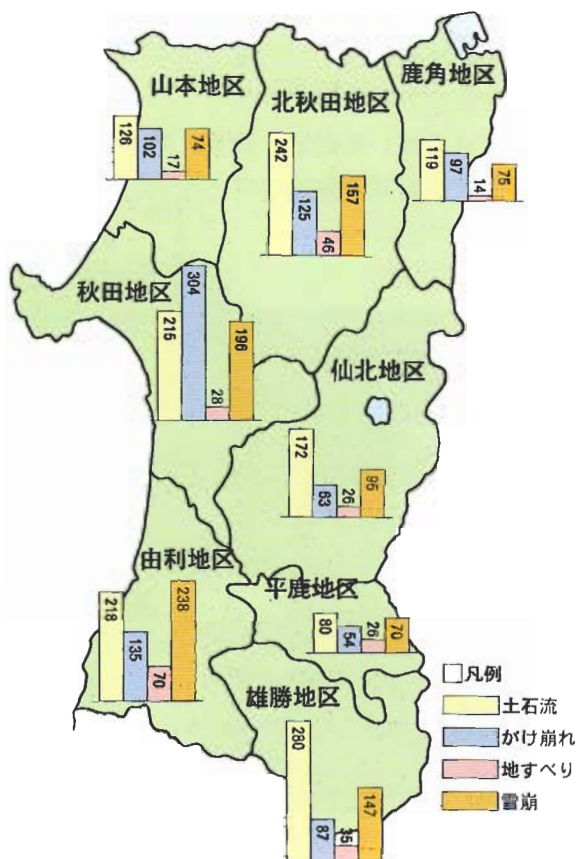 山本地区
126
102
17
74
北秋田地区
242
125
46
157
鹿角地区
119
97
14
75
秋田地区
215
304
28
196
仙北地区
172
63
26
95
由利地区
218
135
70
238
平鹿地区
80
54
26
70
雄勝地区
280
87
35
147
凡例
土石流
がけ崩れ
地すべり
雪崩